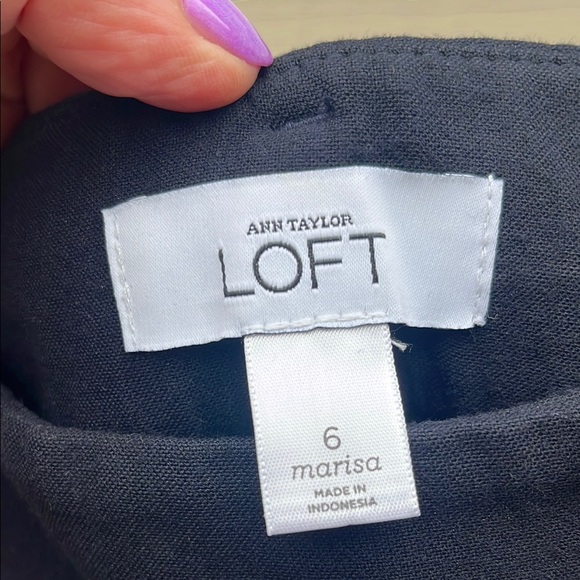 ANN TAYLOR
LOFT
6
marisa
MADE IN
INDONESIA